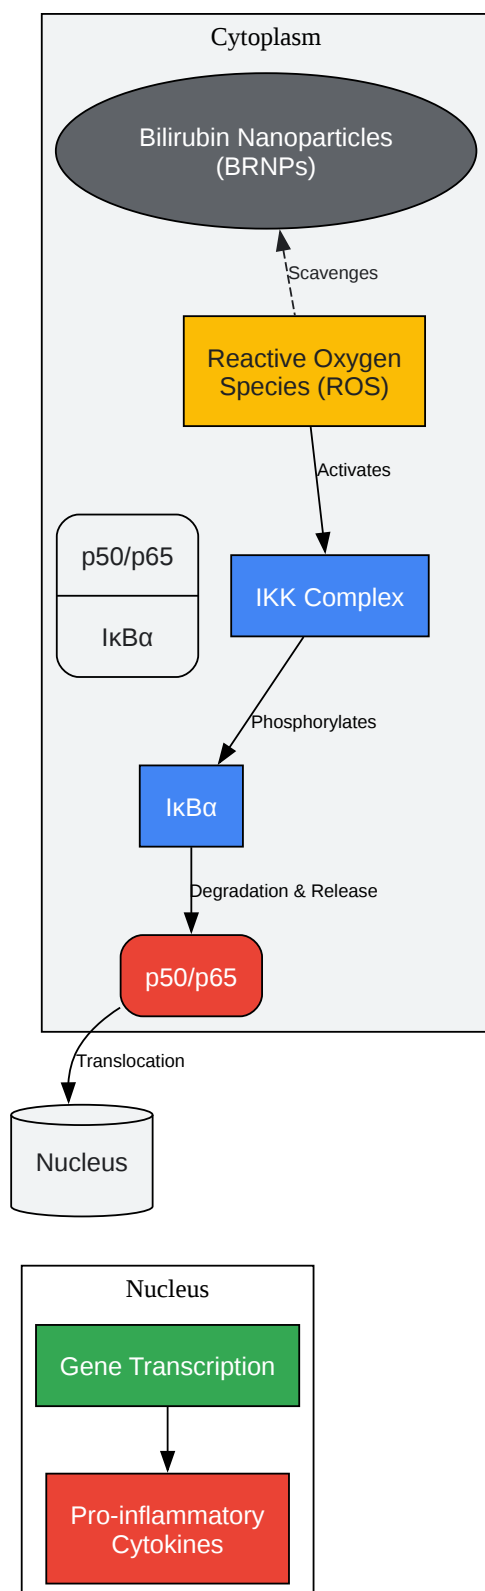 Cytoplasm
Bilirubin Nanoparticles
(BRNPs)
Scavenges
Reactive Oxygen
Species (ROS)
Activates
p50/p65
IκBα
IKK Complex
Phosphorylates
IκBα
Degradation & Release
p50/p65
Translocation
Nucleus
Nucleus
Gene Transcription
Pro-inflammatory
Cytokines